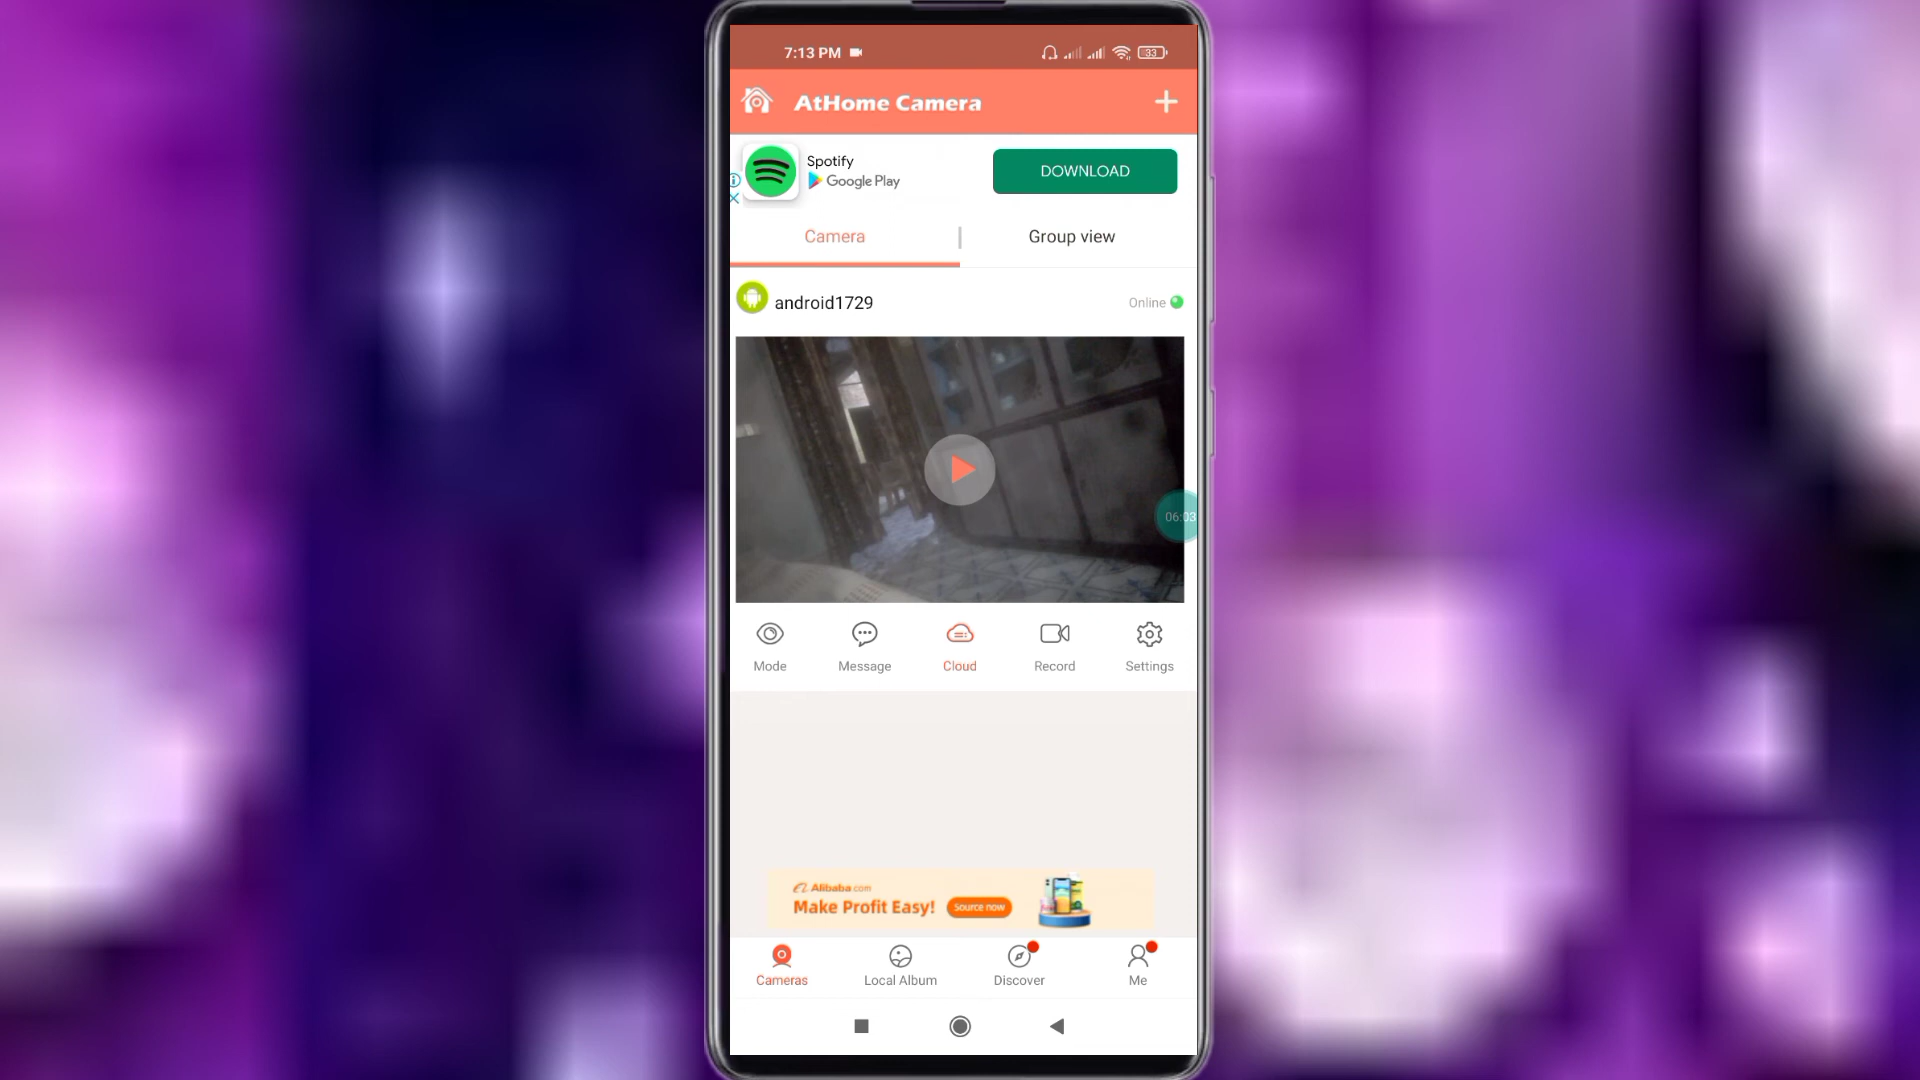 7:13 PM
33
AtHome Camera
Spotify
Google Play
DOWNLOAD
Camera
Group view
android1729
Online
06:03
Mode
Message
Cloud
Record
Settings
Alibaba.com
Make Profit Easy!
Source now
Cameras
Local Album
Discover
Me